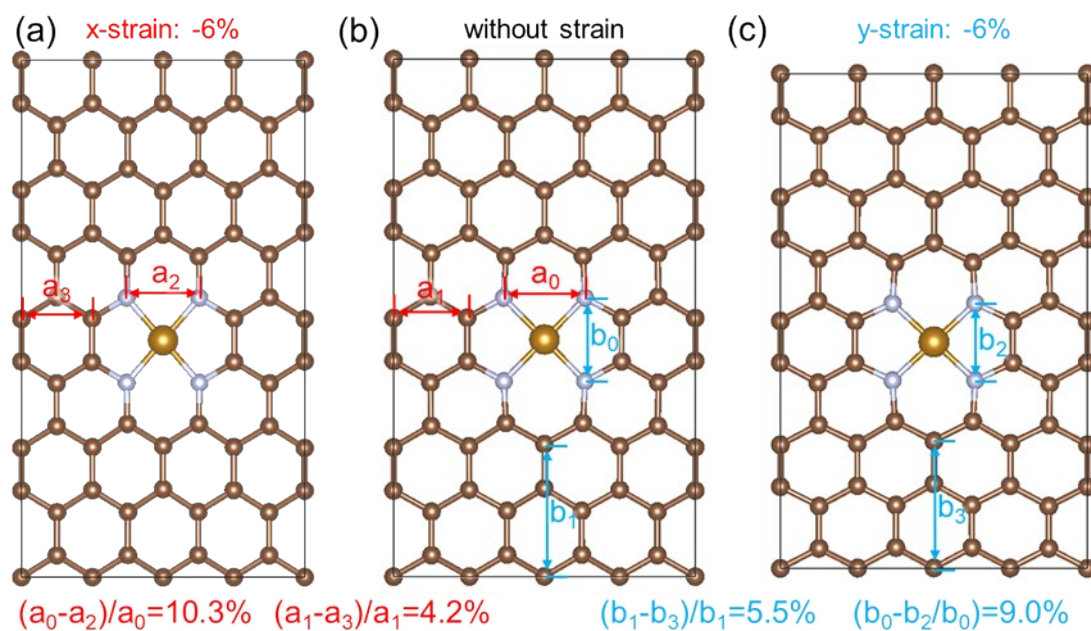 (a) x-strain: -6%
(b) without strain
(c) y-strain: -6%
a₂
a₃
a₀
a₁
b₀
b₁
b₂
b₃
(a₀-a₂)/a₀=10.3% (a₁-a₃)/a₁=4.2% (b₁-b₃)/b₁=5.5% (b₀-b₂/b₀)=9.0%